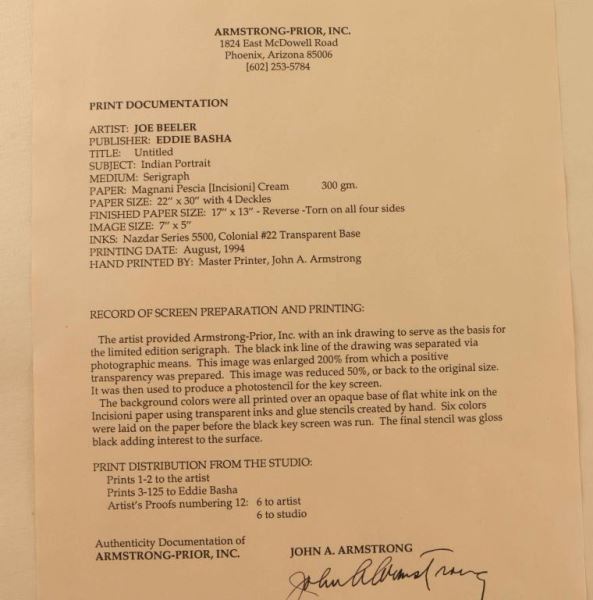 ARMSTRONG-PRIOR, INC.
1824 East McDowell Road
Phoenix, Arizona 85006
[602] 253-5784
PRINT DOCUMENTATION
ARTIST: JOE BEELER
PUBLISHER: EDDIE BASHA
TITLE: Untitled
SUBJECT: Indian Portrait
MEDIUM: Serigraph
PAPER: Magnani Pescia [Incisioni] Cream 300 gm.
PAPER SIZE: 22" x 30" with 4 Deckles
FINISHED PAPER SIZE: 17" x 13" - Reverse -Torn on all four sides
IMAGE SIZE: 7" x 5"
INKS: Nazdar Series 5500, Colonial #22 Transparent Base
PRINTING DATE: August, 1994
HAND PRINTED BY: Master Printer, John A. Armstrong
RECORD OF SCREEN PREPARATION AND PRINTING:
The artist provided Armstrong-Prior, Inc. with an ink drawing to serve as the basis for
the limited edition serigraph. The black ink line of the drawing was separated via
photographic means. This image was enlarged 200% from which a positive
transparency was prepared. This image was reduced 50%, or back to the original size.
It was then used to produce a photostencil for the key screen.
The background colors were all printed over an opaque base of flat white ink on the
Incisioni paper using transparent inks and glue stencils created by hand. Six colors
were laid on the paper before the black key screen was run. The final stencil was gloss
black adding interest to the surface.
PRINT DISTRIBUTION FROM THE STUDIO:
Prints 1-2 to the artist
Prints 3-125 to Eddie Basha
Artist's Proofs numbering 12: 6 to artist
6 to studio
Authenticity Documentation of
ARMSTRONG-PRIOR, INC.
JOHN A. ARMSTRONG
John A Armstrong